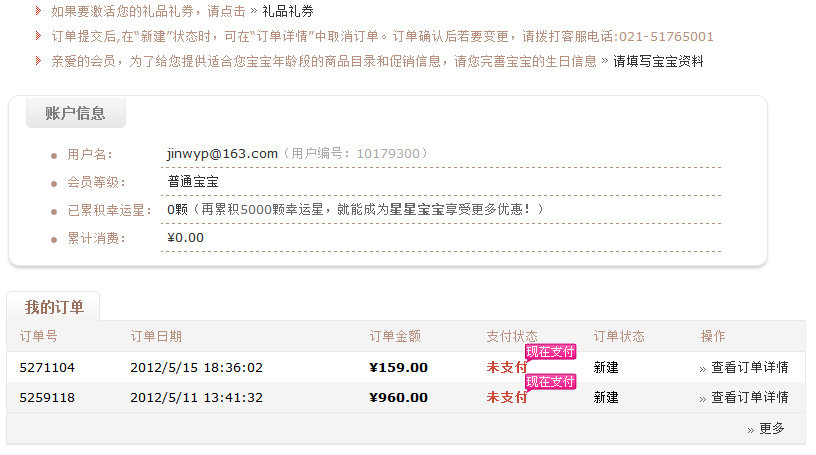 如果要激活您的礼品礼券，请点击 » 礼品礼券
订单提交后,在“新建”状态时，可在“订单详情”中取消订单。订单确认后若要变更，请拨打客服电话:021-51765001
亲爱的会员，为了给您提供适合您宝宝年龄段的商品目录和促销信息，请您完善宝宝的生日信息 » 请填写宝宝资料
账户信息
用户名： jinwyp@163.com（用户编号：10179300）
会员等级： 普通宝宝
已累积幸运星： 0颗（再累积5000颗幸运星，就能成为星星宝宝享受更多优惠！）
累计消费： ¥0.00
我的订单
订单号 订单日期 订单金额 支付状态 订单状态 操作
现在支付
5271104 2012/5/15 18:36:02 ¥159.00 未支付 新建 » 查看订单详情
现在支付
5259118 2012/5/11 13:41:32 ¥960.00 未支付 新建 » 查看订单详情
» 更多